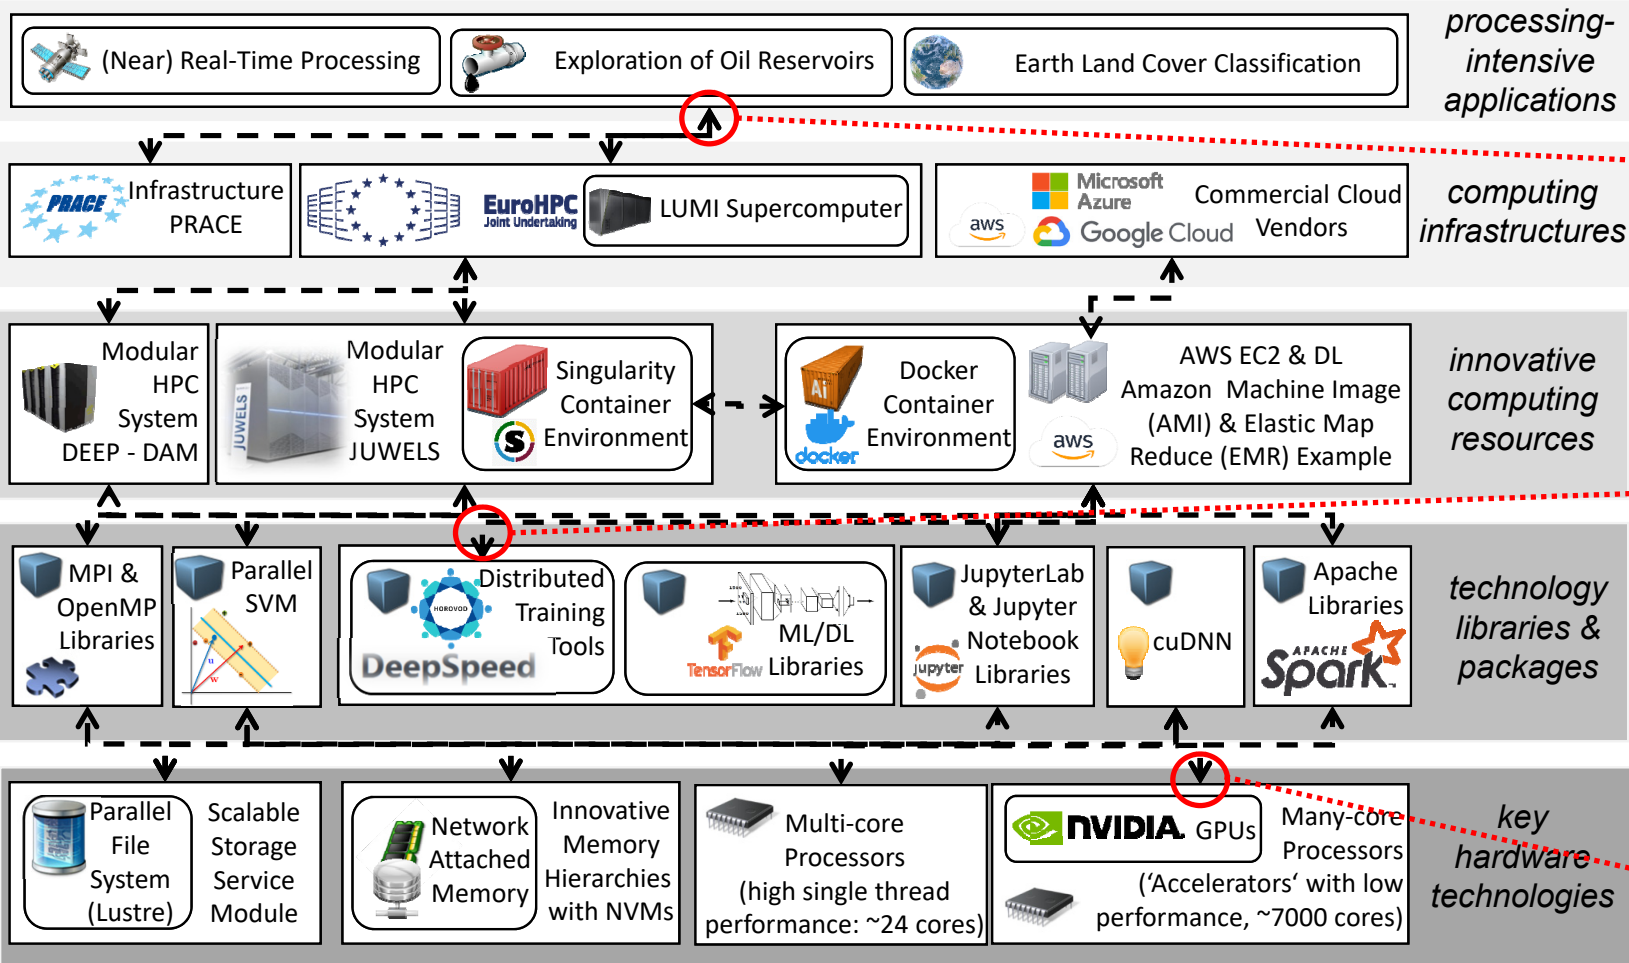 (Near) Real-Time Processing
Exploration of Oil Reservoirs
Earth Land Cover Classification
processing-
intensive
applications
PRACE
Infrastructure
PRACE
EuroHPC
Joint Undertaking
LUMI Supercomputer
Microsoft
Azure
aws
Google Cloud
Commercial Cloud
Vendors
computing
infrastructures
Modular
HPC
System
DEEP - DAM
JUWELS
Modular
HPC
System
JUWELS
Singularity
Container
Environment
S
Ai
docker
Docker
Container
Environment
aws
AWS EC2 & DL
Amazon Machine Image
(AMI) & Elastic Map
Reduce (EMR) Example
innovative
computing
resources
MPI &
OpenMP
Libraries
Parallel
SVM
u
w
HOROVOD
Distributed
Training
Tools
DeepSpeed
TensorFlow
ML/DL
Libraries
jupyter
JupyterLab
& Jupyter
Notebook
Libraries
cuDNN
Apache
Libraries
APACHE
Spark
technology
libraries &
packages
Parallel
File
System
(Lustre)
Scalable
Storage
Service
Module
Network
Attached
Memory
Innovative
Memory
Hierarchies
with NVMs
Multi-core
Processors
(high single thread
performance: ~24 cores)
NVIDIA. GPUs
Many-core
Processors
(‘Accelerators‘ with low
performance, ~7000 cores)
key
hardware
technologies